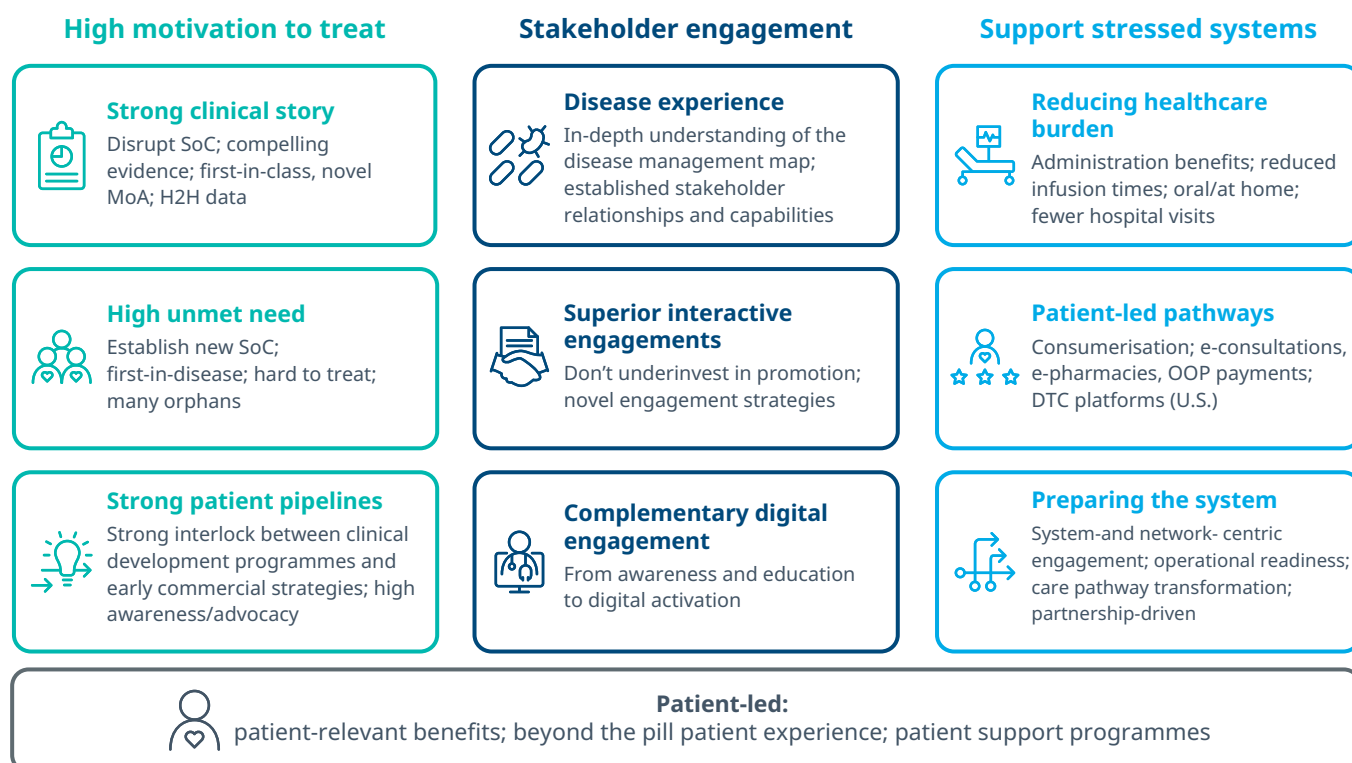 High motivation to treat
Strong clinical story
Disrupt SoC; compelling
evidence; first-in-class, novel
MoA; H2H data
High unmet need
Establish new SoC;
first-in-disease; hard to treat;
many orphans
Strong patient pipelines
Strong interlock between clinical
development programmes and
early commercial strategies; high
awareness/advocacy
Stakeholder engagement
Disease experience
In-depth understanding of the
disease management map;
established stakeholder
relationships and capabilities
Superior interactive
engagements
Don’t underinvest in promotion;
novel engagement strategies
Complementary digital
engagement
From awareness and education
to digital activation
Support stressed systems
Reducing healthcare
burden
Administration benefits; reduced
infusion times; oral/at home;
fewer hospital visits
Patient-led pathways
Consumerisation; e-consultations,
e-pharmacies, OOP payments;
DTC platforms (U.S.)
Preparing the system
System-and network- centric
engagement; operational readiness;
care pathway transformation;
partnership-driven
Patient-led:
patient-relevant benefits; beyond the pill patient experience; patient support programmes